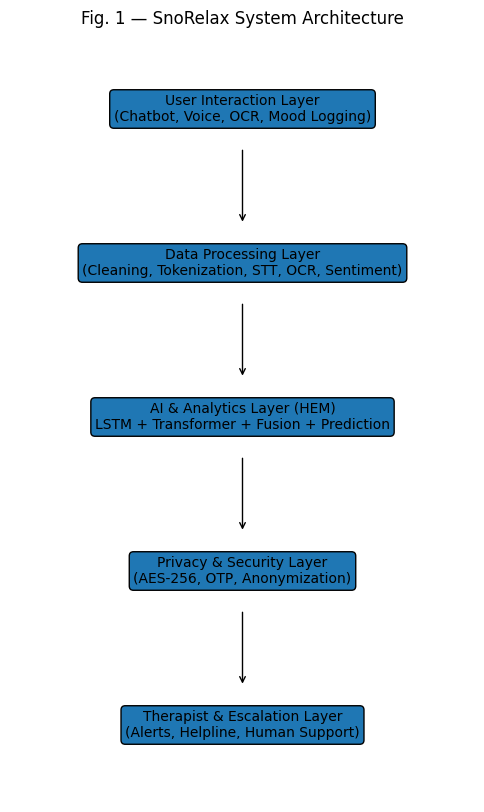 Fig. 1 — SnoRelax System Architecture
User Interaction Layer
(Chatbot, Voice, OCR, Mood Logging)
Data Processing Layer
(Cleaning, Tokenization, STT, OCR, Sentiment)
AI & Analytics Layer (HEM)
LSTM + Transformer + Fusion + Prediction
Privacy & Security Layer
(AES-256, OTP, Anonymization)
Therapist & Escalation Layer
(Alerts, Helpline, Human Support)